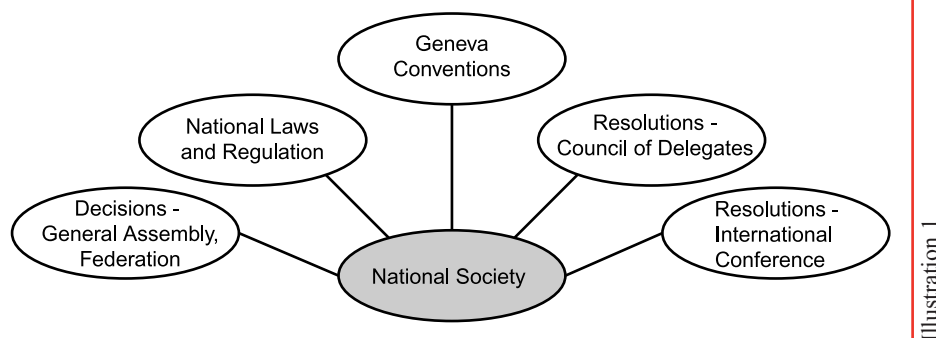 Geneva
Conventions
National Laws
and Regulation
Resolutions -
Council of Delegates
Decisions -
General Assembly,
Federation
Resolutions -
International
Conference
National Society
Illustration 1